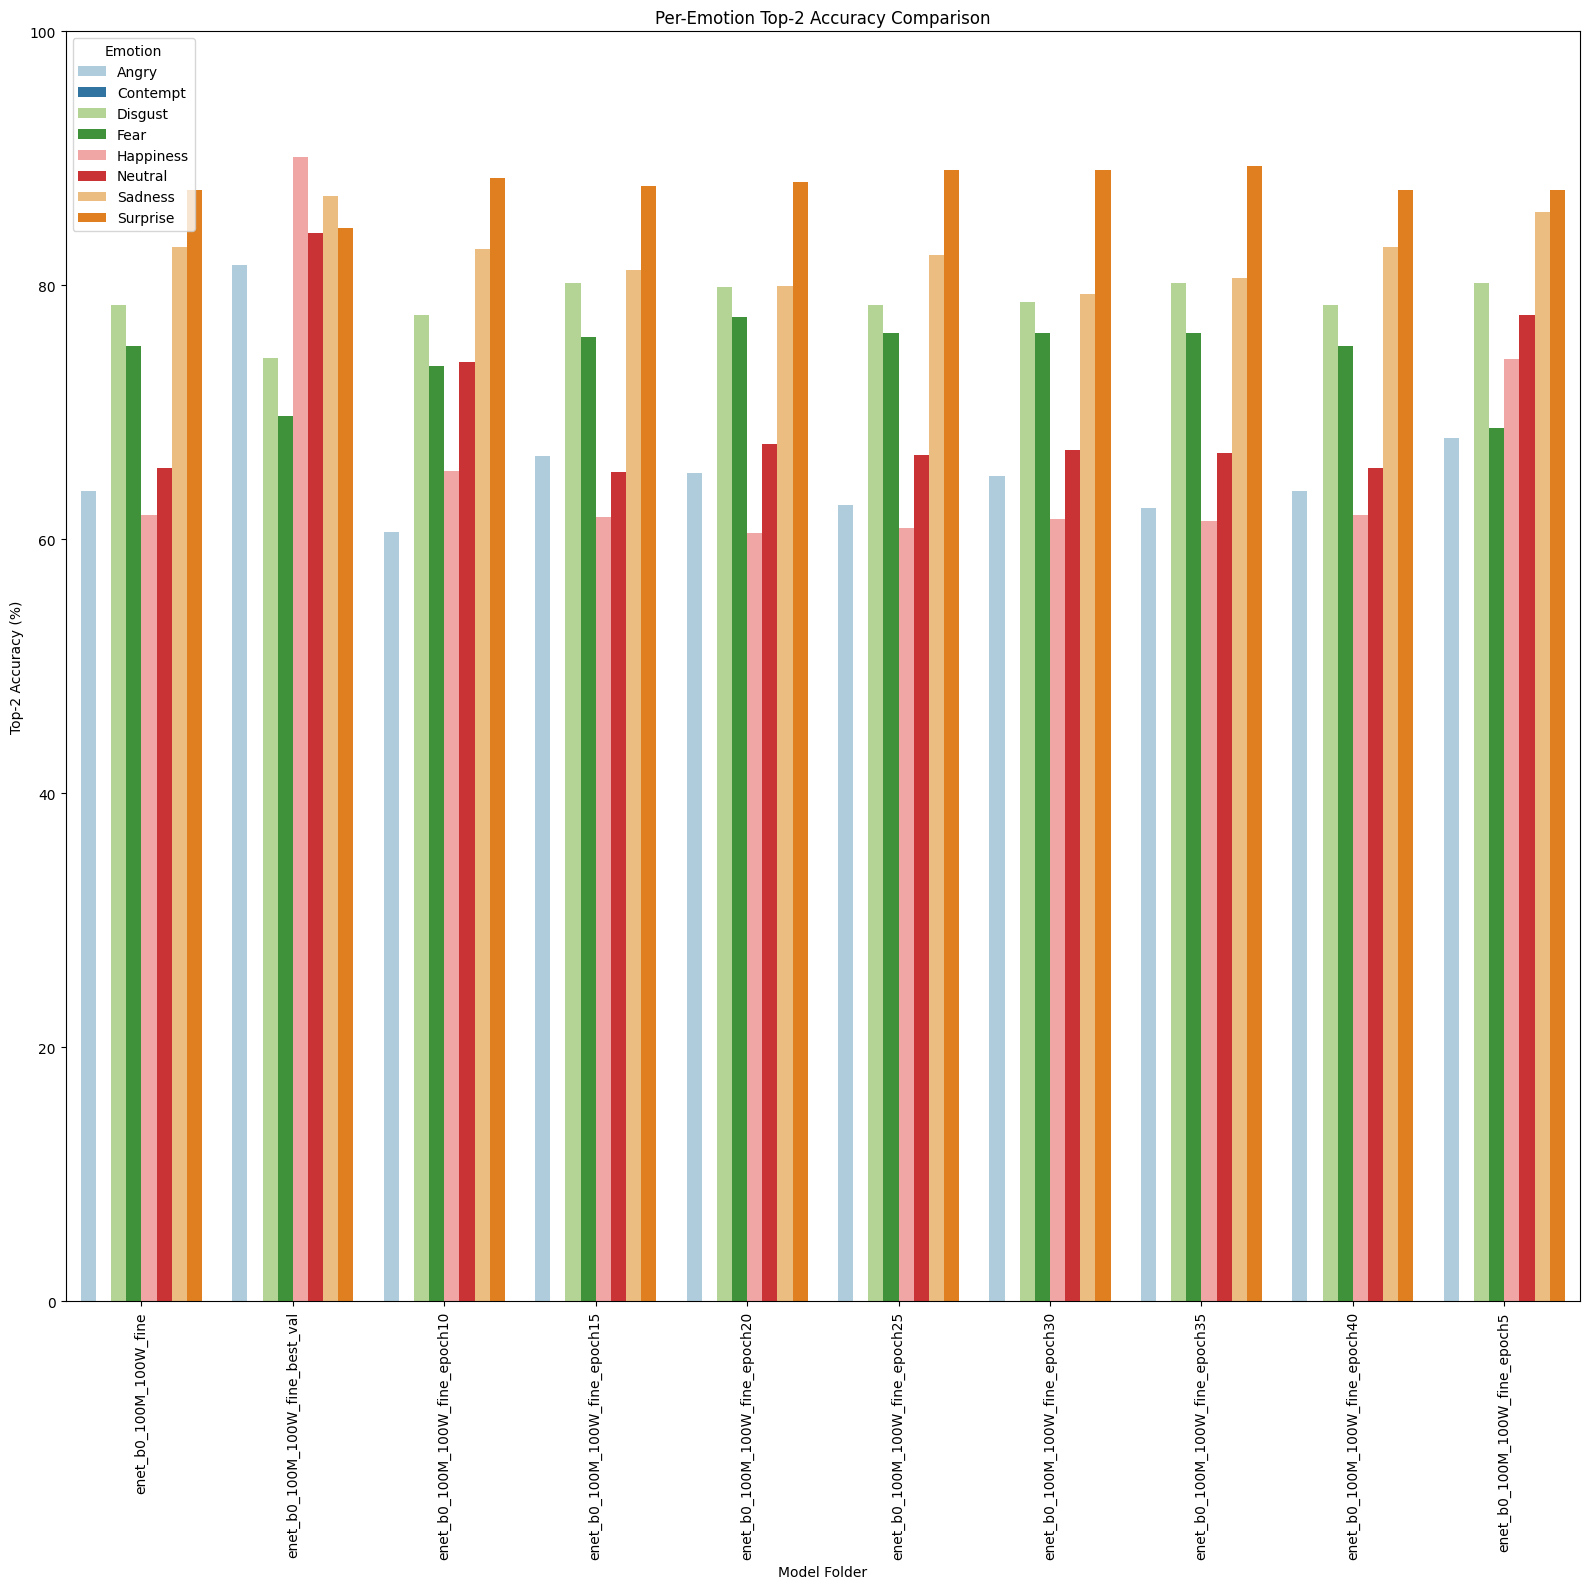 Per-Emotion Top-2 Accuracy Comparison
Emotion
Angry
Contempt
Disgust
Fear
Happiness
Neutral
Sadness
Surprise
Top-2 Accuracy (%)
100
80
60
40
20
0
enet_b0_100M_100W_fine
enet_b0_100M_100W_fine_best_val
enet_b0_100M_100W_fine_epoch10
enet_b0_100M_100W_fine_epoch15
enet_b0_100M_100W_fine_epoch20
enet_b0_100M_100W_fine_epoch25
enet_b0_100M_100W_fine_epoch30
enet_b0_100M_100W_fine_epoch35
enet_b0_100M_100W_fine_epoch40
enet_b0_100M_100W_fine_epoch5
Model Folder